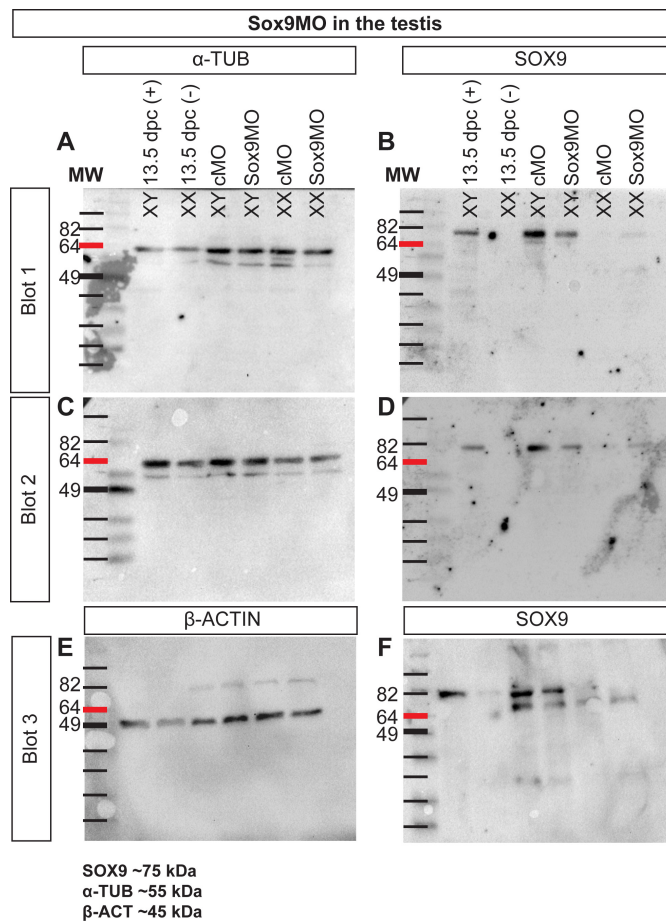 Sox9MO in the testis
α-TUB
SOX9
A
MW
XY 13.5 dpc (+)
XX 13.5 dpc (-)
XY cMO
XY Sox9MO
XX cMO
XX Sox9MO
B
MW
XY 13.5 dpc (+)
XX 13.5 dpc (-)
XY cMO
XY Sox9MO
XX cMO
XX Sox9MO
Blot 1
82
64
49
82
64
49
Blot 2
C
82
64
49
D
82
64
49
β-ACTIN
SOX9
Blot 3
E
82
64
49
F
82
64
49
SOX9 ~75 kDa
α-TUB ~55 kDa
β-ACT ~45 kDa